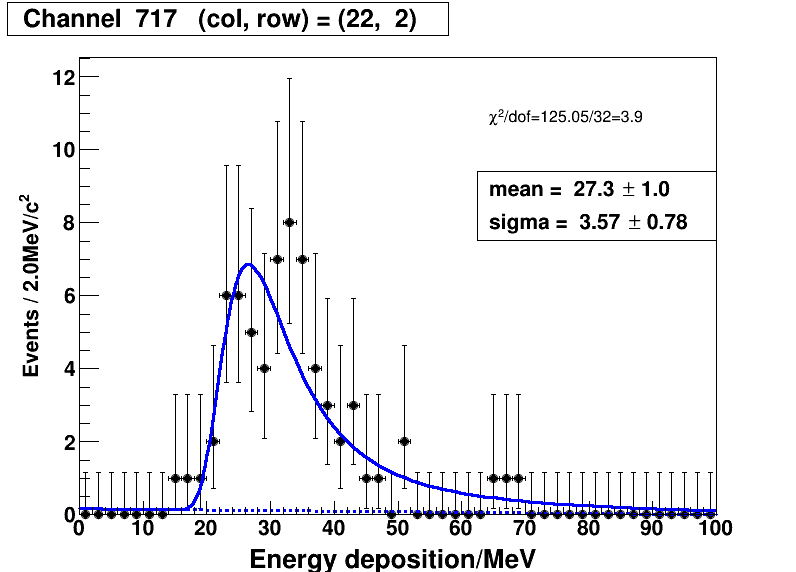 Channel 717 (col, row) = (22, 2)
χ²/dof=125.05/32=3.9
mean = 27.3 ± 1.0
sigma = 3.57 ± 0.78
Events / 2.0MeV/c²
12
10
8
6
4
2
0
0 10 20 30 40 50 60 70 80 90 100
Energy deposition/MeV